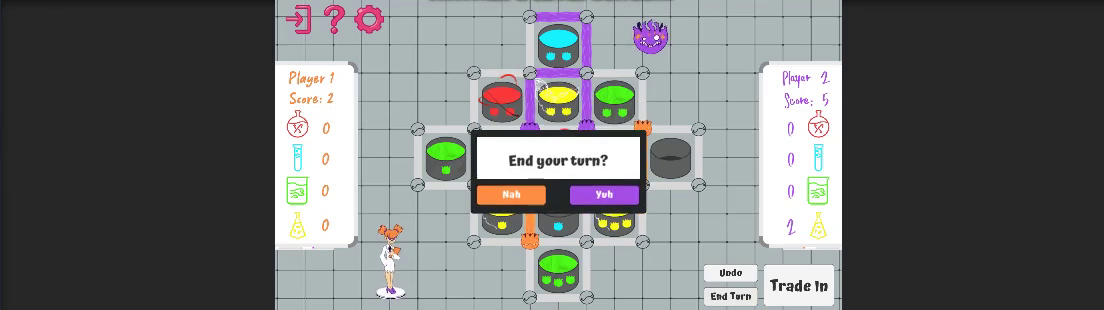 Player 1
Score: 2
0
0
0
0
Player 2
Score: 5
0
0
0
2
End your turn?
Nah
Yuh
Undo
End Turn
Trade In